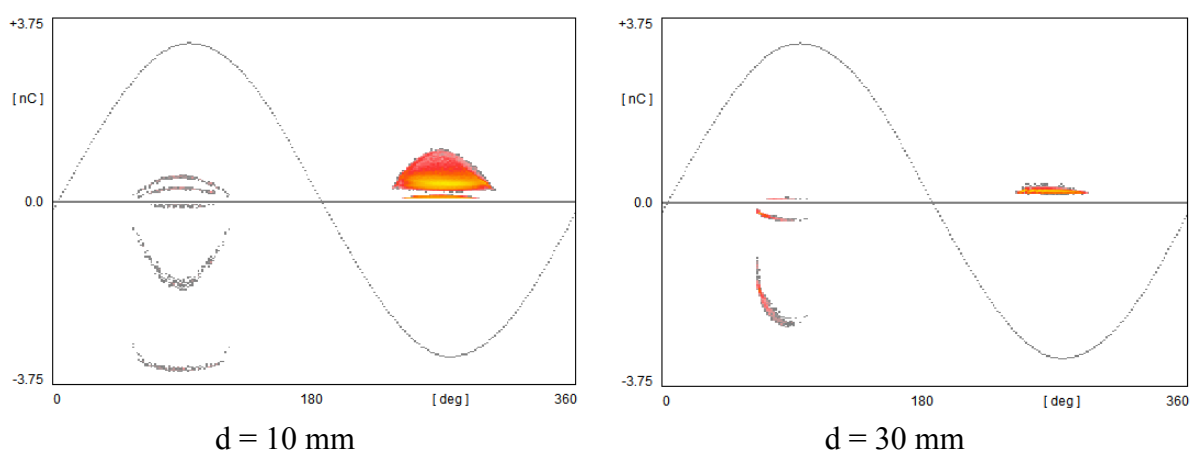 +3.75
[ nC ]
0.0
-3.75
0
180
[ deg ]
360
d = 10 mm
+3.75
[ nC ]
0.0
-3.75
0
180
[ deg ]
360
d = 30 mm